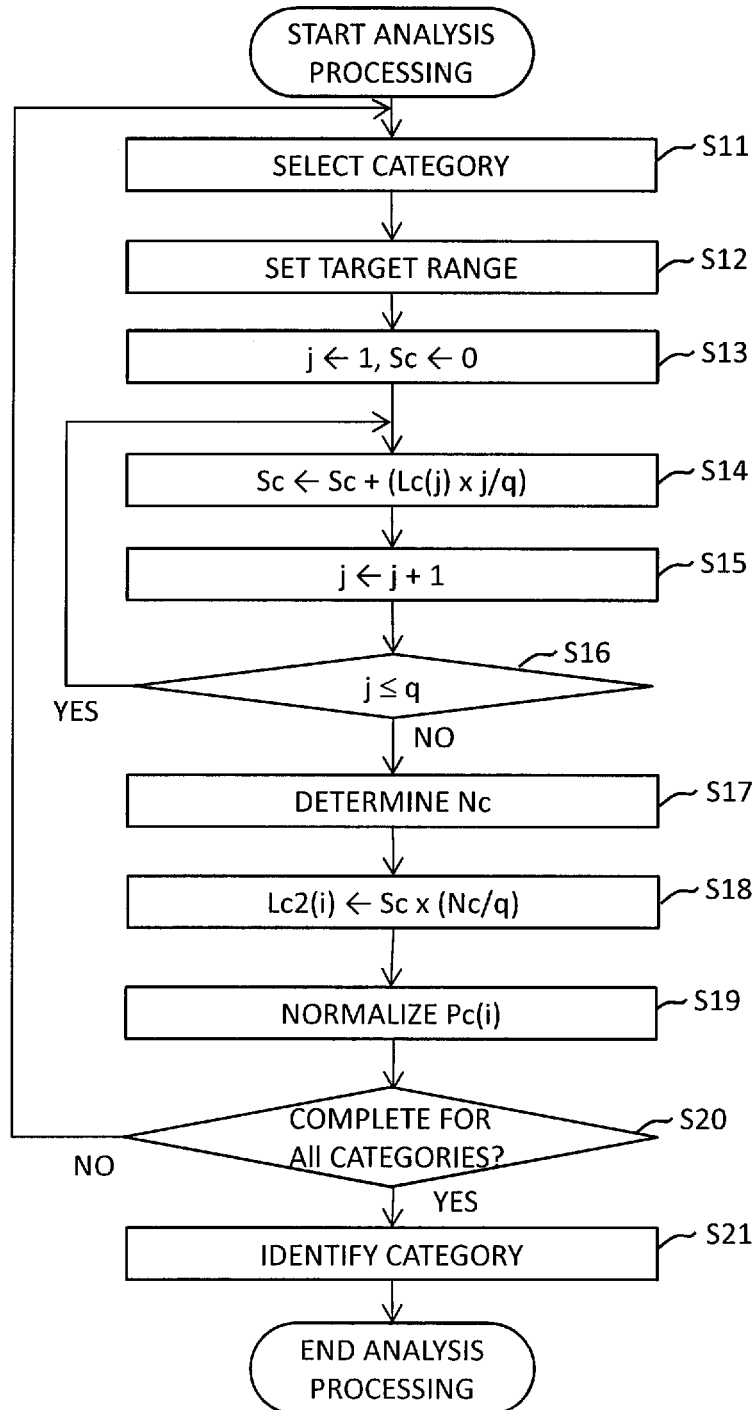 START ANALYSIS
PROCESSING
SELECT CATEGORY
S11
SET TARGET RANGE
S12
j ← 1, Sc ← 0
S13
Sc ← Sc + (Lc(j) x j/q)
S14
j ← j + 1
S15
S16
j ≤ q
YES
NO
DETERMINE Nc
S17
Lc2(i) ← Sc x (Nc/q)
S18
NORMALIZE Pc(i)
S19
COMPLETE FOR
All CATEGORIES?
S20
NO
YES
IDENTIFY CATEGORY
S21
END ANALYSIS
PROCESSING